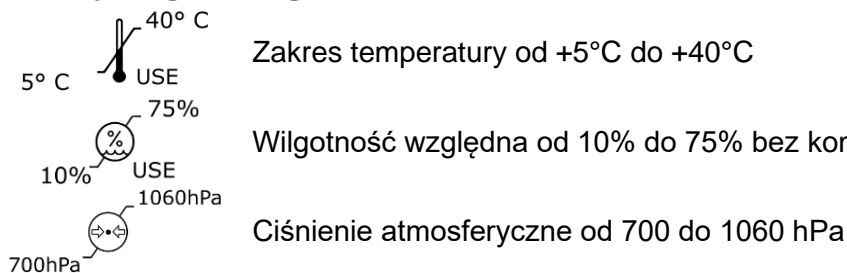 40° C
Zakres temperatury od +5°C do +40°C
5° C
USE
75%
%
Wilgotność względna od 10% do 75% bez
10%
USE
1060hPa
Ciśnienie atmosferyczne od 700 do 1060 hPa
700hPa